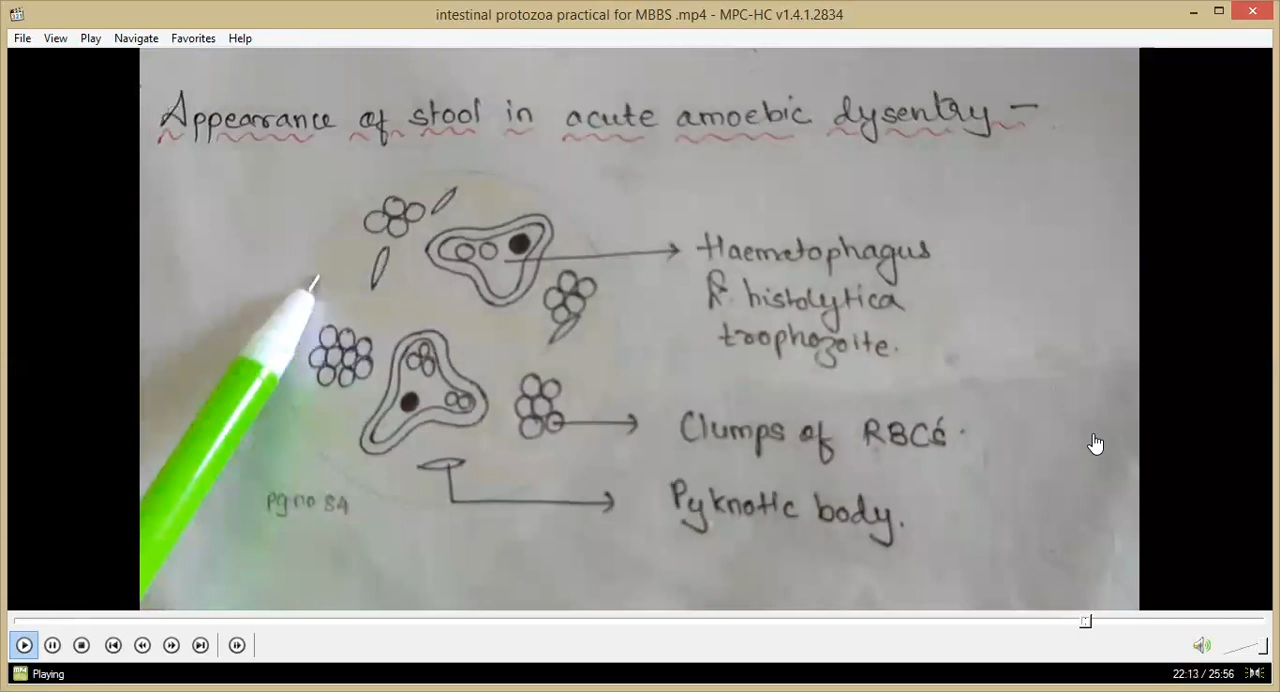 intestinal protozoa practical for MBBS .mp4 - MPC-HC v1.4.1.2834
File View Play Navigate Favorites Help
Appearance of stool in acute amoebic dysentry -
Haemetophagus
E. histolytica
trophozoite.
Clumps of RBCs.
Pyknotic body.
pg no 84
Playing
22:13 / 25:56